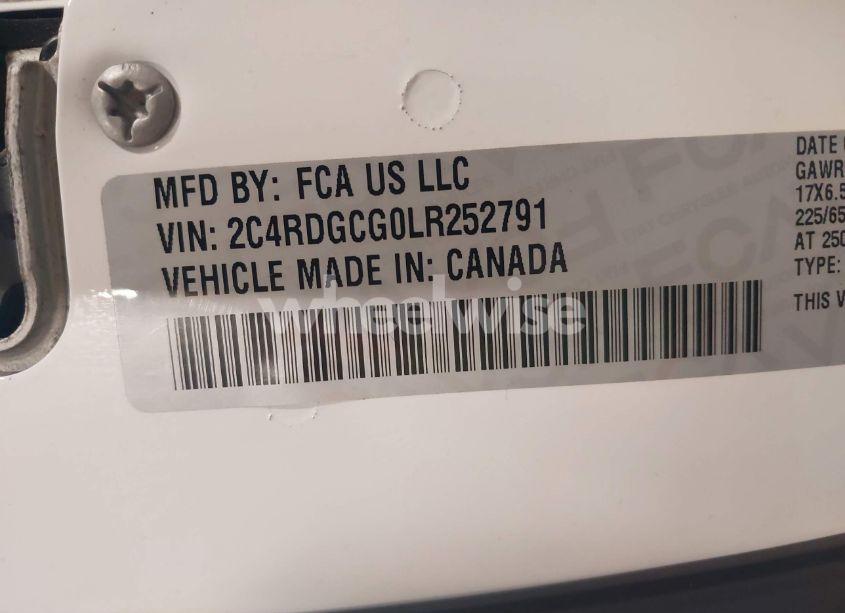 MFD BY: FCA US LLC
VIN: 2C4RDGCG0LR252791
VEHICLE MADE IN: CANADA
wheelwise
DATE
GAWR
17X6.5
225/65
AT 250
TYPE:
THIS V